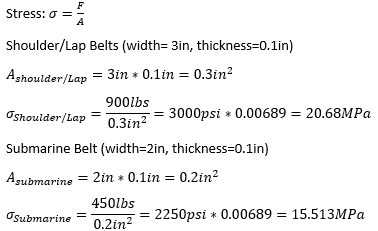 Stress: σ = F/A
Shoulder/Lap Belts (width= 3in, thickness=0.1in)
A_Shoulder/Lap = 3in * 0.1in = 0.3in²
σ_Shoulder/Lap = 900lbs/0.3in² = 3000psi * 0.00689 = 20.68MPa
Submarine Belt (width=2in, thickness=0.1in)
A_submarine = 2in * 0.1in = 0.2in²
σ_Submarine = 450lbs/0.2in² = 2250psi * 0.00689 = 15.513MPa